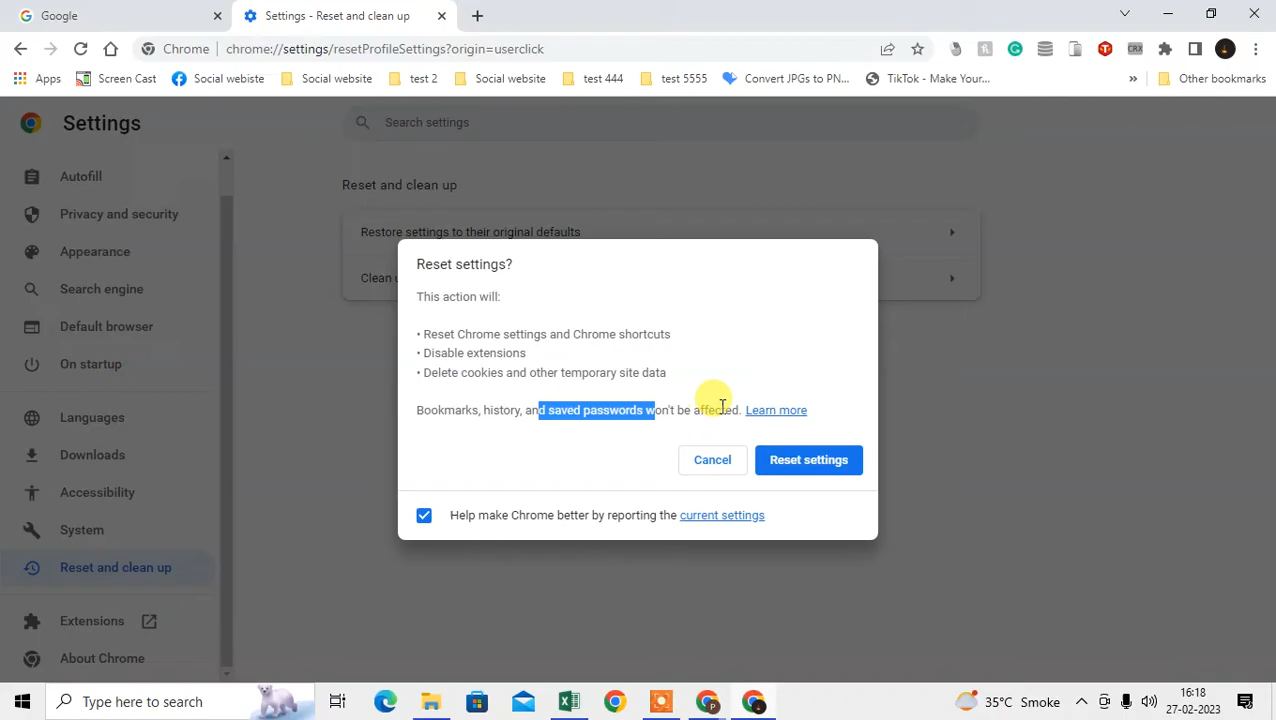 Google
Settings - Reset and clean up
Chrome chrome://settings/resetProfileSettings?origin=userclick
Apps Screen Cast Social webiste Social website test 2 Social website test 444 test 5555 Convert JPGs to PN... TikTok - Make Your... » Other bookmarks
Settings
Search settings
Autofill
Privacy and security
Appearance
Search engine
Default browser
On startup
Languages
Downloads
Accessibility
System
Reset and clean up
Extensions
About Chrome
Reset and clean up
Restore settings to their original defaults
Clean u
Reset settings?
This action will:
• Reset Chrome settings and Chrome shortcuts
• Disable extensions
• Delete cookies and other temporary site data
Bookmarks, history, and saved passwords won't be affected. Learn more
Cancel Reset settings
Help make Chrome better by reporting the current settings
Type here to search
35°C Smoke
16:18
27-02-2023